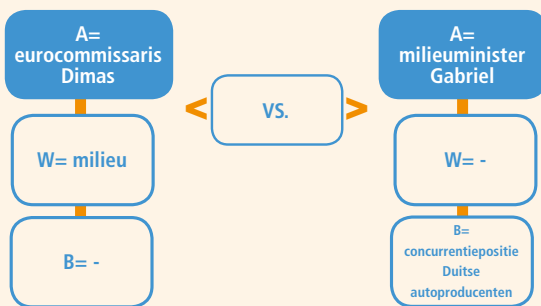 A=
eurocommissaris
Dimas
W= milieu
B= -
< VS. >
A=
milieuminister
Gabriel
W= -
B=
concurrentiepositie
Duitse
autoproducenten